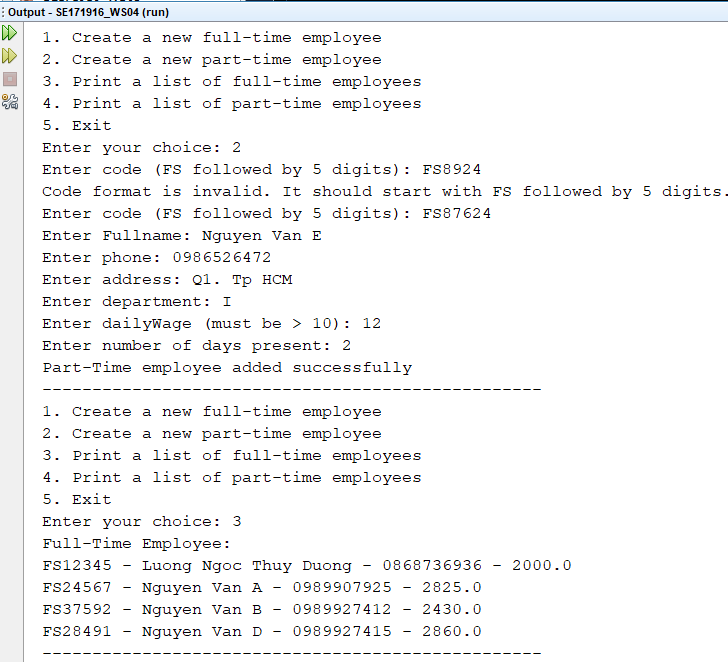 Output - SE171916_WS04 (run)
1. Create a new full-time employee
2. Create a new part-time employee
3. Print a list of full-time employees
4. Print a list of part-time employees
5. Exit
Enter your choice: 2
Enter code (FS followed by 5 digits): FS8924
Code format is invalid. It should start with FS followed by 5 digits.
Enter code (FS followed by 5 digits): FS87624
Enter Fullname: Nguyen Van E
Enter phone: 0986526472
Enter address: Q1. Tp HCM
Enter department: I
Enter dailyWage (must be > 10): 12
Enter number of days present: 2
Part-Time employee added successfully
--------------------------------------------------
1. Create a new full-time employee
2. Create a new part-time employee
3. Print a list of full-time employees
4. Print a list of part-time employees
5. Exit
Enter your choice: 3
Full-Time Employee:
FS12345 - Luong Ngoc Thuy Duong - 0868736936 - 2000.0
FS24567 - Nguyen Van A - 0989907925 - 2825.0
FS37592 - Nguyen Van B - 0989927412 - 2430.0
FS28491 - Nguyen Van D - 0989927415 - 2860.0
--------------------------------------------------